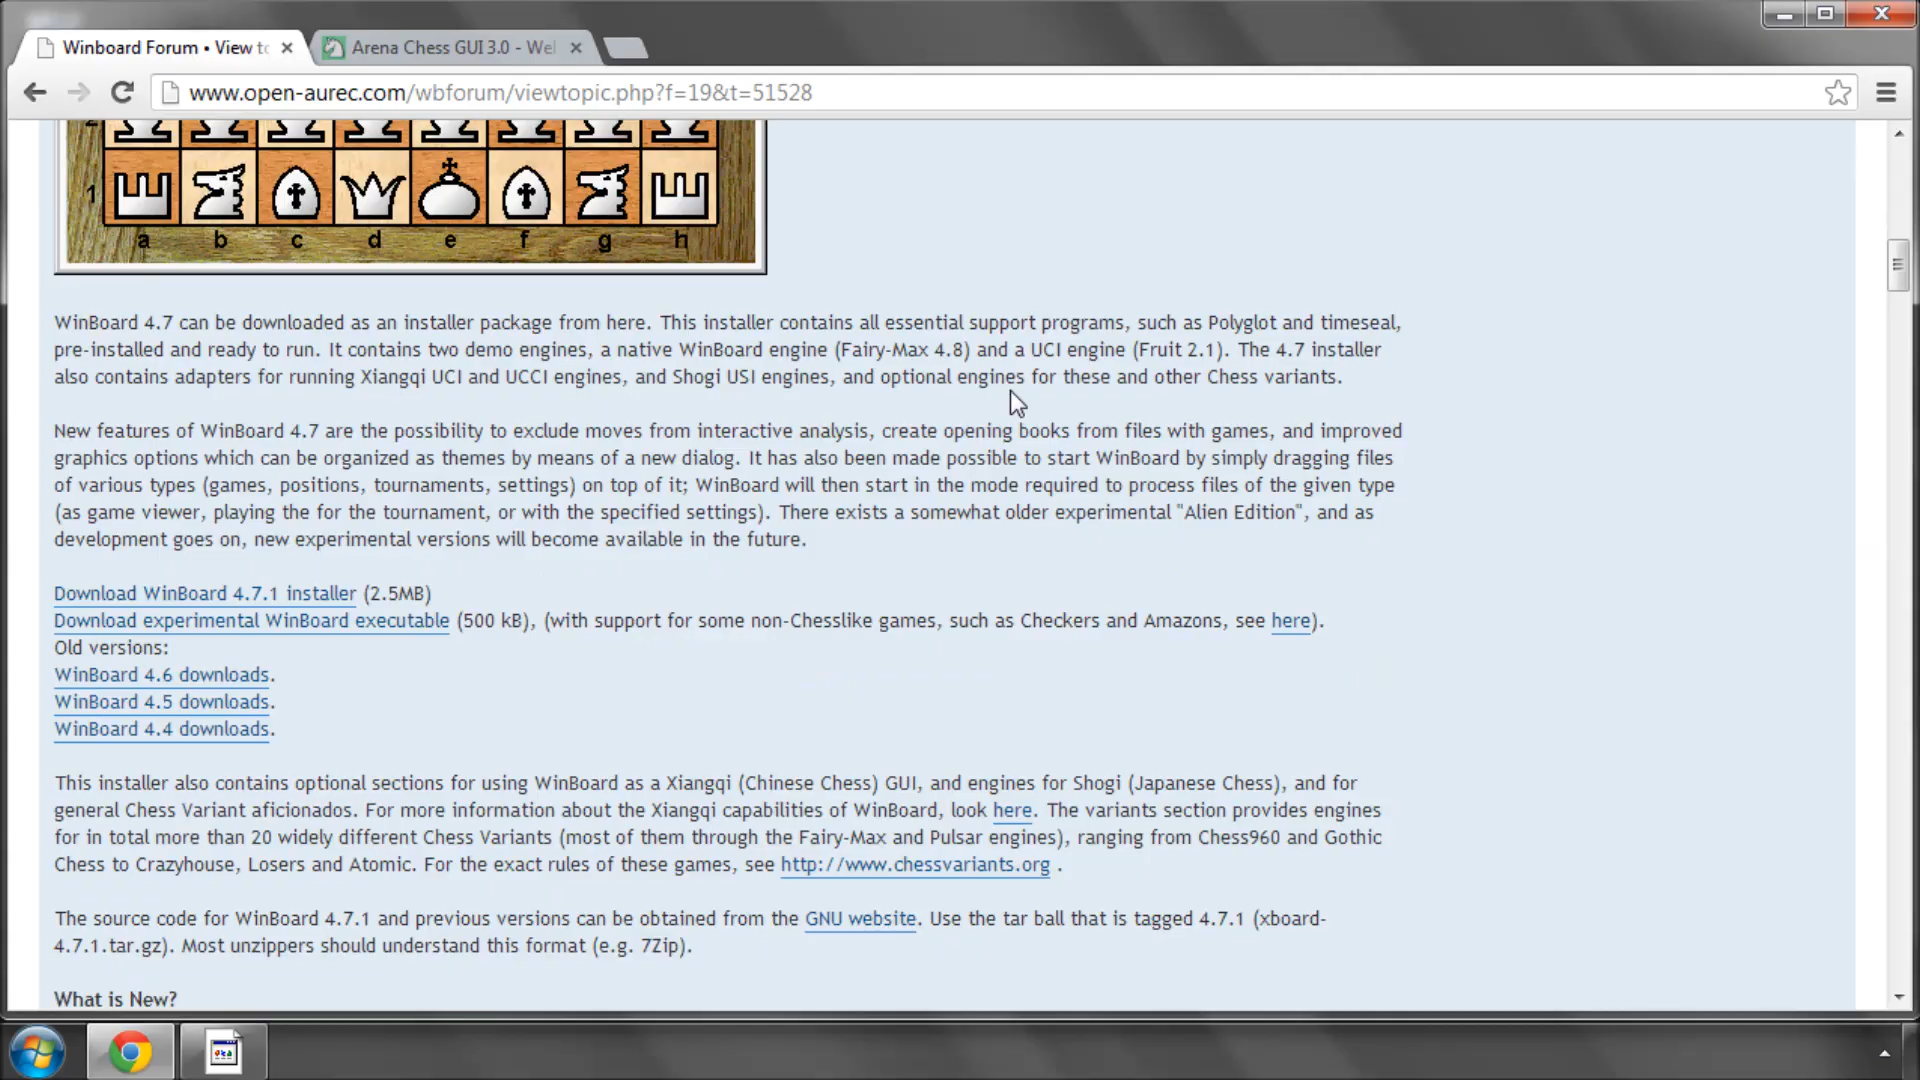 Winboard Forum • View to
Arena Chess GUI 3.0 - Wel
www.open-aurec.com/wbforum/viewtopic.php?f=19&t=51528
2
1
a b c d e f g h
WinBoard 4.7 can be downloaded as an installer package from here. This installer contains all essential support programs, such as Polyglot and timeseal,
pre-installed and ready to run. It contains two demo engines, a native WinBoard engine (Fairy-Max 4.8) and a UCI engine (Fruit 2.1). The 4.7 installer
also contains adapters for running Xiangqi UCI and UCCI engines, and Shogi USI engines, and optional engines for these and other Chess variants.
New features of WinBoard 4.7 are the possibility to exclude moves from interactive analysis, create opening books from files with games, and improved
graphics options which can be organized as themes by means of a new dialog. It has also been made possible to start WinBoard by simply dragging files
of various types (games, positions, tournaments, settings) on top of it; WinBoard will then start in the mode required to process files of the given type
(as game viewer, playing the for the tournament, or with the specified settings). There exists a somewhat older experimental "Alien Edition", and as
development goes on, new experimental versions will become available in the future.
Download WinBoard 4.7.1 installer (2.5MB)
Download experimental WinBoard executable (500 kB), (with support for some non-Chesslike games, such as Checkers and Amazons, see here).
Old versions:
WinBoard 4.6 downloads.
WinBoard 4.5 downloads.
WinBoard 4.4 downloads.
This installer also contains optional sections for using WinBoard as a Xiangqi (Chinese Chess) GUI, and engines for Shogi (Japanese Chess), and for
general Chess Variant aficionados. For more information about the Xiangqi capabilities of WinBoard, look here. The variants section provides engines
for in total more than 20 widely different Chess Variants (most of them through the Fairy-Max and Pulsar engines), ranging from Chess960 and Gothic
Chess to Crazyhouse, Losers and Atomic. For the exact rules of these games, see http://www.chessvariants.org .
The source code for WinBoard 4.7.1 and previous versions can be obtained from the GNU website. Use the tar ball that is tagged 4.7.1 (xboard-
4.7.1.tar.gz). Most unzippers should understand this format (e.g. 7Zip).
What is New?